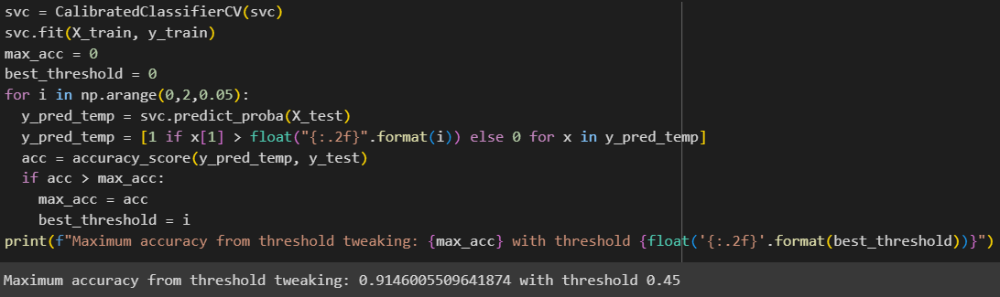 svc = CalibratedClassifierCV(svc)
svc.fit(X_train, y_train)
max_acc = 0
best_threshold = 0
for i in np.arange(0,2,0.05):
  y_pred_temp = svc.predict_proba(X_test)
  y_pred_temp = [1 if x[1] > float("{:.2f}".format(i)) else 0 for x in y_pred_temp]
  acc = accuracy_score(y_pred_temp, y_test)
  if acc > max_acc:
    max_acc = acc
    best_threshold = i
print(f"Maximum accuracy from threshold tweaking: {max_acc} with threshold {float('{:.2f}'.format(best_threshold))}")
Maximum accuracy from threshold tweaking: 0.9146005509641874 with threshold 0.45